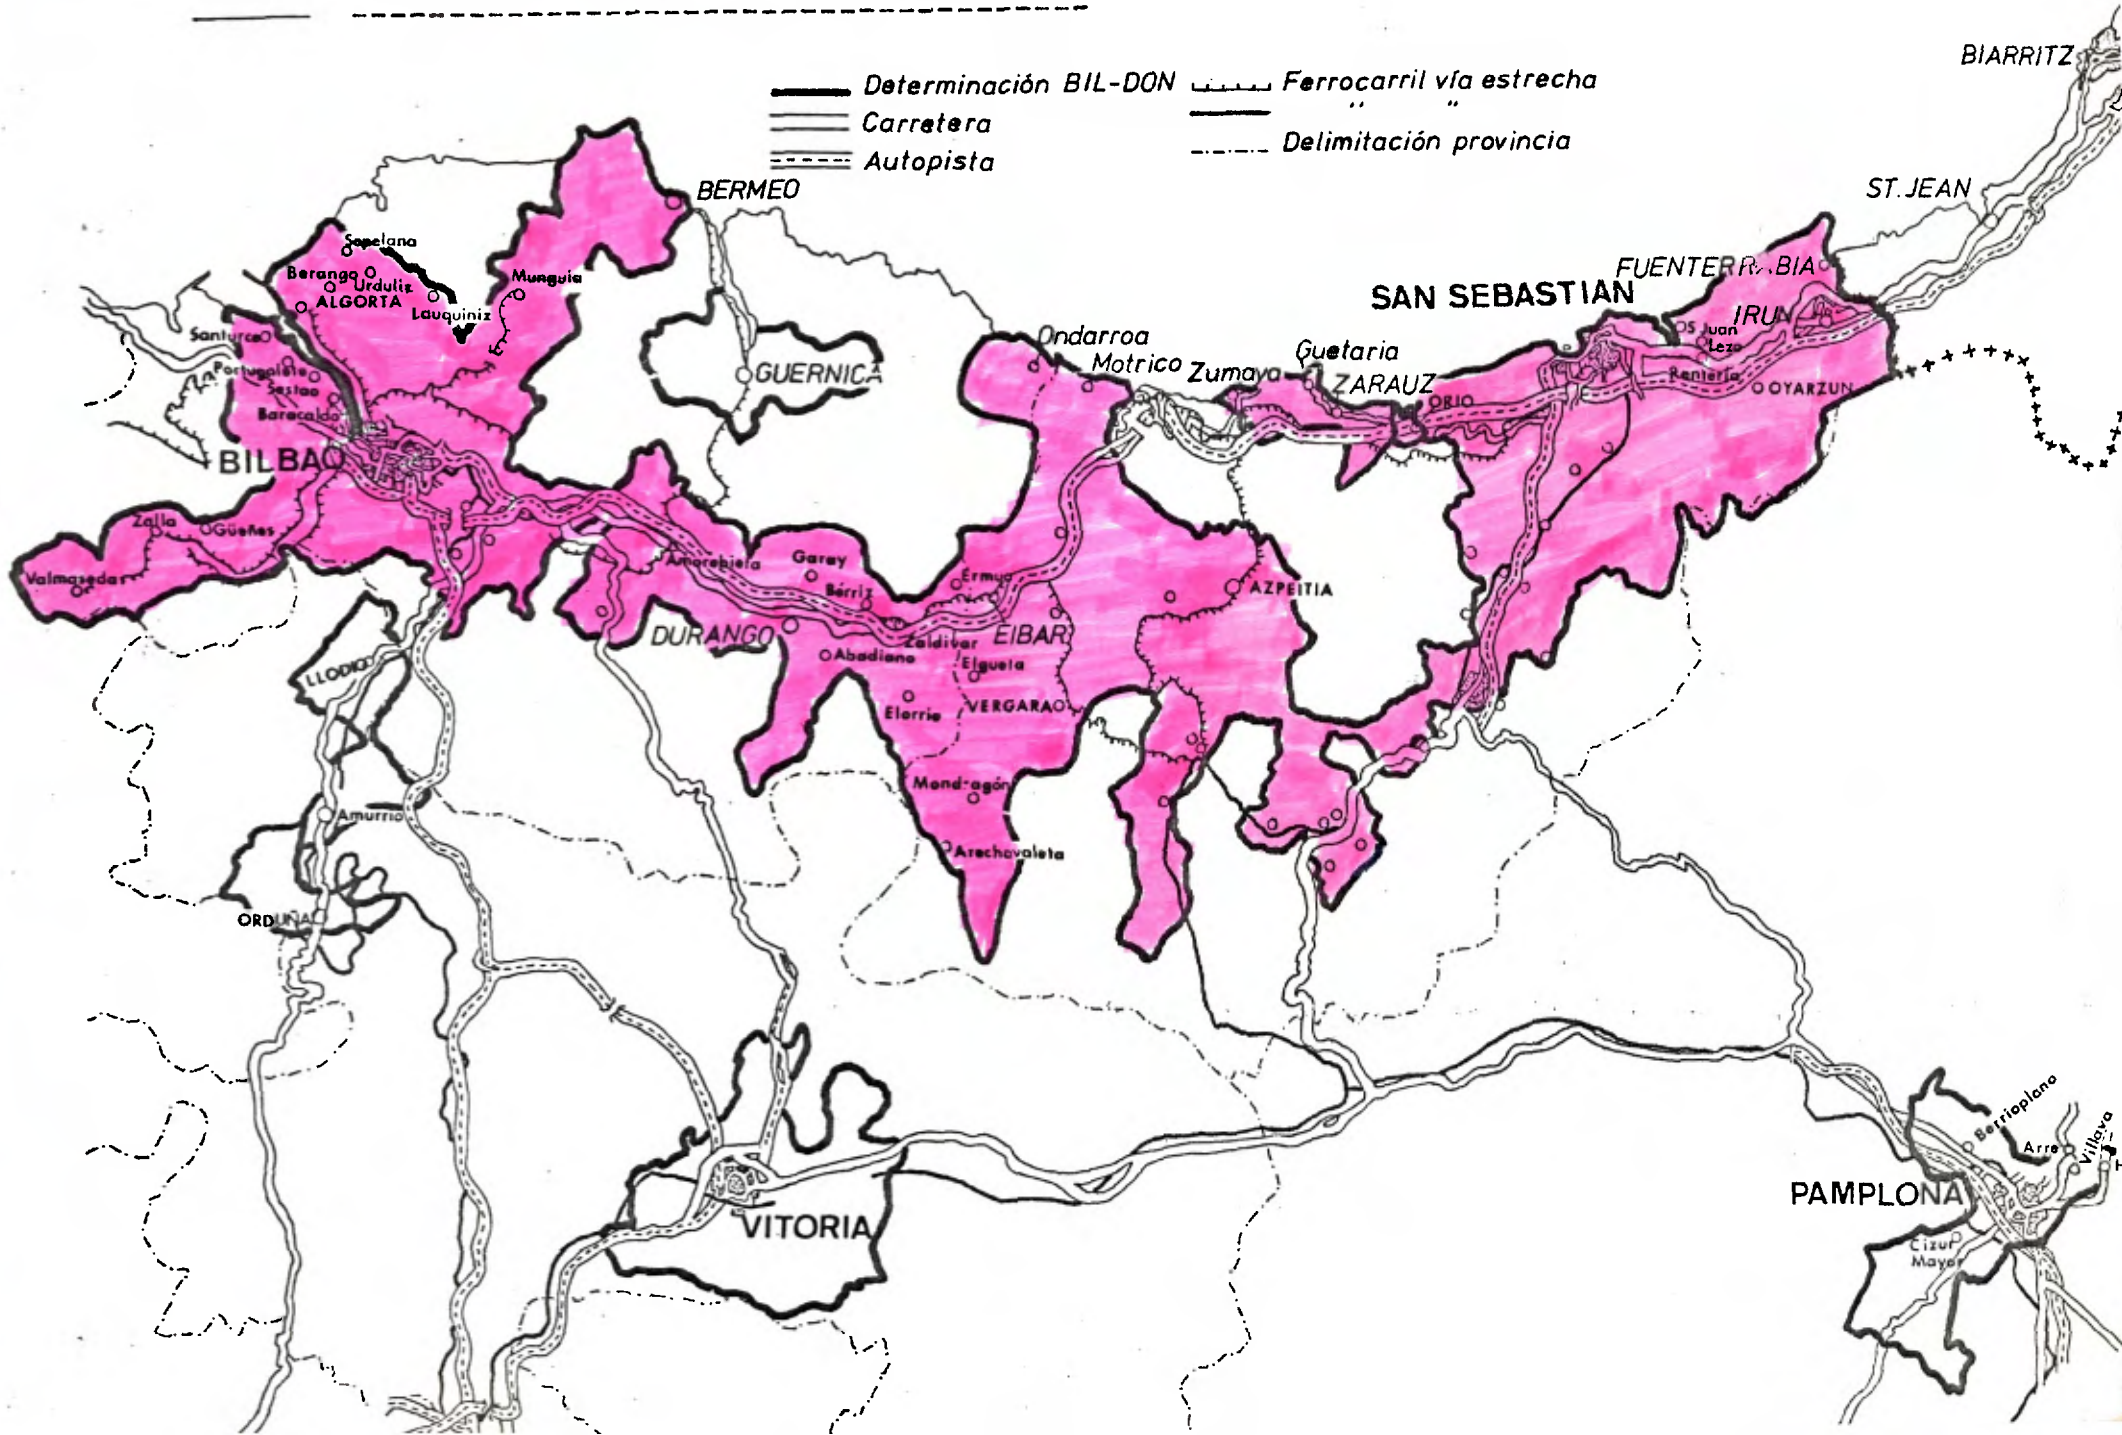 Determinación BIL-DON
Carretera
Autopista
Ferrocarril vía estrecha
" "
Delimitación provincia
BIARRITZ
ST. JEAN
BERMEO
Sopelana
Berango
Urduliz
ALGORTA
Lauquiniz
Munguia
FUENTERRABIA
SAN SEBASTIAN
IRUN
S. Juan
Lezo
Renteria
OYARZUN
Santurce
Portugalete
Sestao
Baracaldo
BILBAO
GUERNICA
Ondarroa
Motrico
Zumaya
Guetaria
ZARAUZ
ORIO
Zalla
Güeñes
Valmaseda
Amorebieta
Garay
Bérriz
Ermua
AZPEITIA
DURANGO
Zaldivar
EIBAR
Abadiano
Elgueta
Elorrio
VERGARA
LLODIO
Mondragón
Amurrio
Arechavaleta
ORDUÑA
VITORIA
Berrioplano
Arre
Villava
H
PAMPLONA
Cizur
Mayor